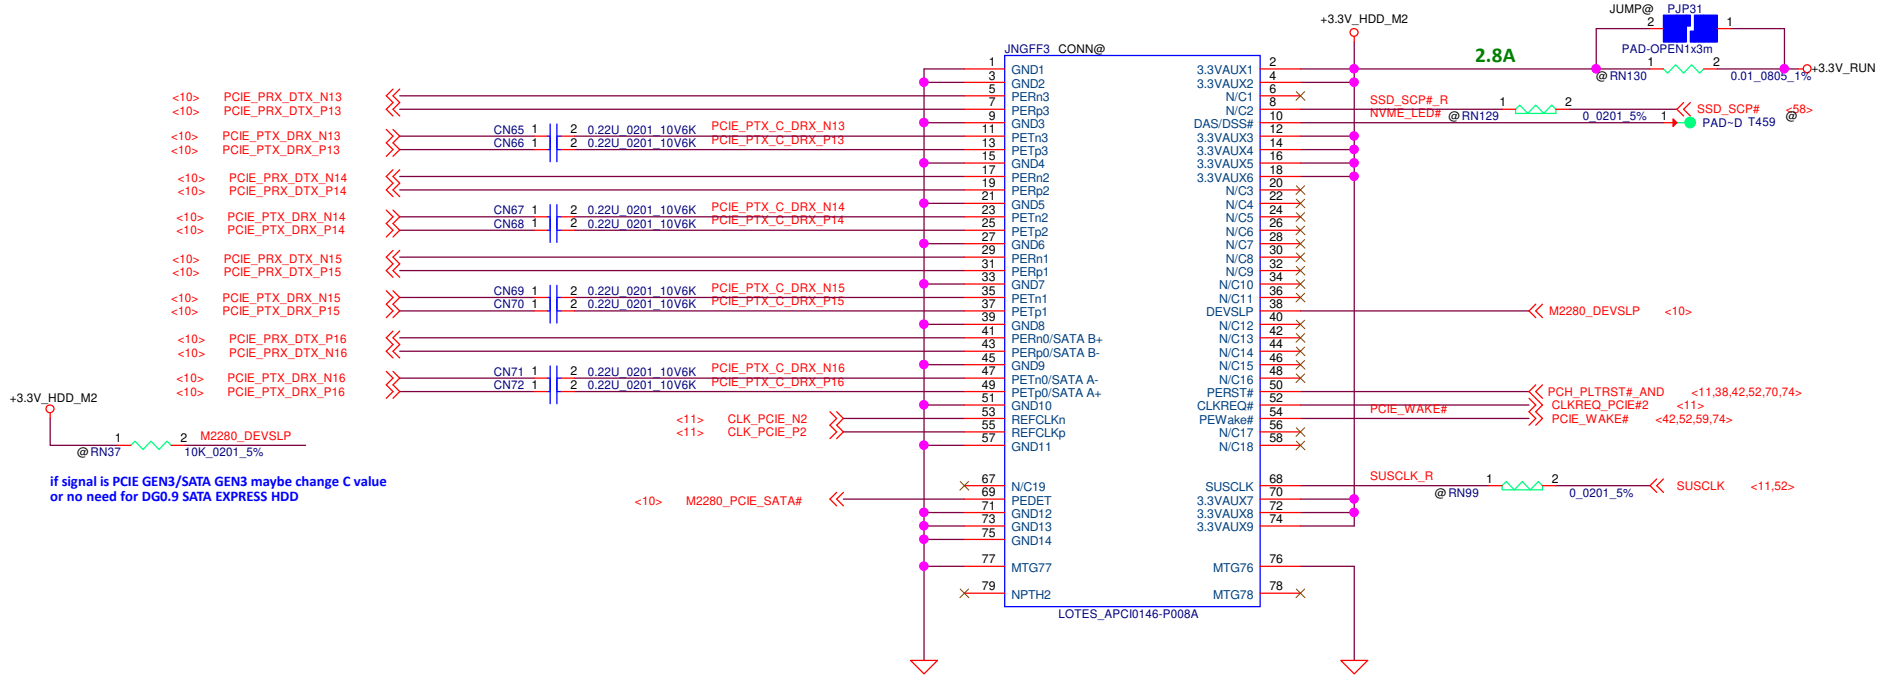 +3.3V_HDD_M2
JUMP@ PJP31
2 1
PAD-OPEN1x3m
2.8A
@ RN130 1 2 0.01_0805_1%
+3.3V_RUN
JNGFF3 CONN@
1 GND1 3.3VAUX1 2
3 GND2 3.3VAUX2 4
<10> PCIE_PRX_DTX_N13 5 PERn3 N/C1 6
<10> PCIE_PRX_DTX_P13 7 PERp3 N/C2 8 SSD_SCP#_R @ RN129 1 2 0_0201_5% SSD_SCP# <58>
9 GND3 DAS/DSS# 10 NVME_LED# 1 PAD~D T459 @
<10> PCIE_PTX_DRX_N13 CN65 1 2 0.22U_0201_10V6K PCIE_PTX_C_DRX_N13 11 PETn3 3.3VAUX3 12
<10> PCIE_PTX_DRX_P13 CN66 1 2 0.22U_0201_10V6K PCIE_PTX_C_DRX_P13 13 PETp3 3.3VAUX4 14
15 GND4 3.3VAUX5 16
<10> PCIE_PRX_DTX_N14 17 PERn2 3.3VAUX6 18
<10> PCIE_PRX_DTX_P14 19 PERp2 N/C3 20
21 GND5 N/C4 22
<10> PCIE_PTX_DRX_N14 CN67 1 2 0.22U_0201_10V6K PCIE_PTX_C_DRX_N14 23 PETn2 N/C5 24
<10> PCIE_PTX_DRX_P14 CN68 1 2 0.22U_0201_10V6K PCIE_PTX_C_DRX_P14 25 PETp2 N/C6 26
27 GND6 N/C7 28
<10> PCIE_PRX_DTX_N15 29 PERn1 N/C8 30
<10> PCIE_PRX_DTX_P15 31 PERp1 N/C9 32
33 GND7 N/C10 34
<10> PCIE_PTX_DRX_N15 CN69 1 2 0.22U_0201_10V6K PCIE_PTX_C_DRX_N15 35 PETn1 N/C11 36
<10> PCIE_PTX_DRX_P15 CN70 1 2 0.22U_0201_10V6K PCIE_PTX_C_DRX_P15 37 PETp1 DEVSLP 38 M2280_DEVSLP <10>
39 GND8 N/C12 40
<10> PCIE_PRX_DTX_P16 41 PERn0/SATA B+ N/C13 42
<10> PCIE_PRX_DTX_N16 43 PERp0/SATA B- N/C14 44
45 GND9 N/C15 46
<10> PCIE_PTX_DRX_N16 CN71 1 2 0.22U_0201_10V6K PCIE_PTX_C_DRX_N16 47 PETn0/SATA A- N/C16 48
<10> PCIE_PTX_DRX_P16 CN72 1 2 0.22U_0201_10V6K PCIE_PTX_C_DRX_P16 49 PETp0/SATA A+ PERST# 50 PCH_PLTRST#_AND <11,38,42,52,70,74>
51 GND10 CLKREQ# 52 CLKREQ_PCIE#2 <11>
<11> CLK_PCIE_N2 53 REFCLKn PEWake# 54 PCIE_WAKE# PCIE_WAKE# <42,52,59,74>
<11> CLK_PCIE_P2 55 REFCLKp N/C17 56
57 GND11 N/C18 58
+3.3V_HDD_M2
@ RN37 1 2 10K_0201_5% M2280_DEVSLP
if signal is PCIE GEN3/SATA GEN3 maybe change C value
or no need for DG0.9 SATA EXPRESS HDD
67 N/C19 SUSCLK 68 SUSCLK_R @ RN99 1 2 0_0201_5% SUSCLK <11,52>
<10> M2280_PCIE_SATA# 69 PEDET 3.3VAUX7 70
71 GND12 3.3VAUX8 72
73 GND13 3.3VAUX9 74
75 GND14
77 MTG77 MTG76 76
79 NPTH2 MTG78 78
LOTES_APCI0146-P008A